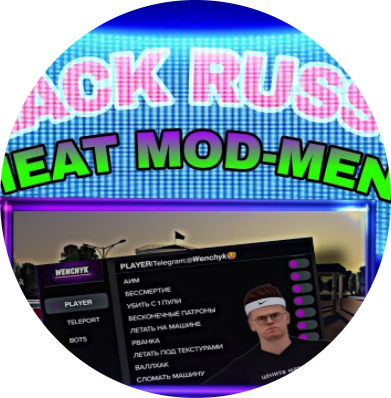 ACK RUSS
HEAT MOD-MEN
WENCHYK
PLAYER|Telegram:@Wenchyk
PLAYER
TELEPORT
BOTS
АИМ
БЕССМЕРТИЕ
УБИТЬ С 1 ПУЛИ
БЕСКОНЕЧНЫЕ ПАТРОНЫ
ЛЕТАТЬ НА МАШИНЕ
РВАНКА
ЛЕТАТЬ ПОД ТЕКСТУРАМИ
ВАЛЛХАК
СЛОМАТЬ МАШИНУ
ЦЕНИТЕ